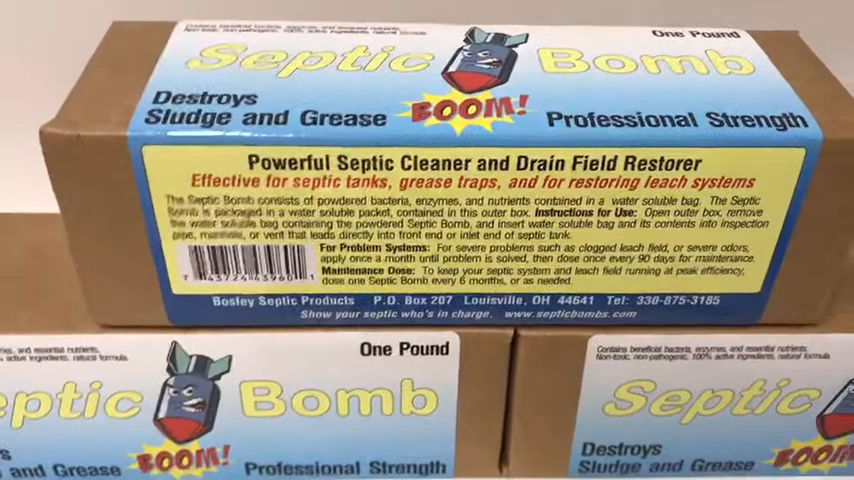 Contains beneficial bacteria, enzymes, and essential nutrients.
Non-toxic, non-pathogenic, 100% active ingredients, natural formula.
One Pound
Septic Bomb
Destroys
Sludge and Grease
BOOM!
Professional Strength
Powerful Septic Cleaner and Drain Field Restorer
Effective for septic tanks, grease traps, and for restoring leach systems
The Septic Bomb consists of powdered bacteria, enzymes, and nutrients contained in a water soluble bag. The Septic
Bomb is packaged in a water soluble packet, contained in this outer box. Instructions for Use: Open outer box, remove
the water soluble bag containing the powdered Septic Bomb, and insert water soluble bag and its contents into inspection
pipe, manhole, or vent that leads directly into front end or inlet end of septic tank.
For Problem Systems: For severe problems such as clogged leach field, or severe odors,
apply once a month until problem is solved, then dose once every 90 days for maintenance.
Maintenance Dose: To keep your septic system and leach field running at peak efficiency,
dose one Septic Bomb every 6 months, or as needed.
43724 43960 1
Bosley Septic Products P.O. Box 207 Louisville, OH 44641 Tel: 330-875-3185
Show your septic who's in charge. www.septicbombs.com
and essential nutrients.
active ingredients, natural formula.
One Pound
Septic Bomb
and Grease
BOOM!
Professional Strength
Contains beneficial bacteria, enzymes, and essential nutrients.
Non-toxic, non-pathogenic, 100% active ingredients, natural formula.
Septic
Destroys
Sludge and Grease
BOOM!